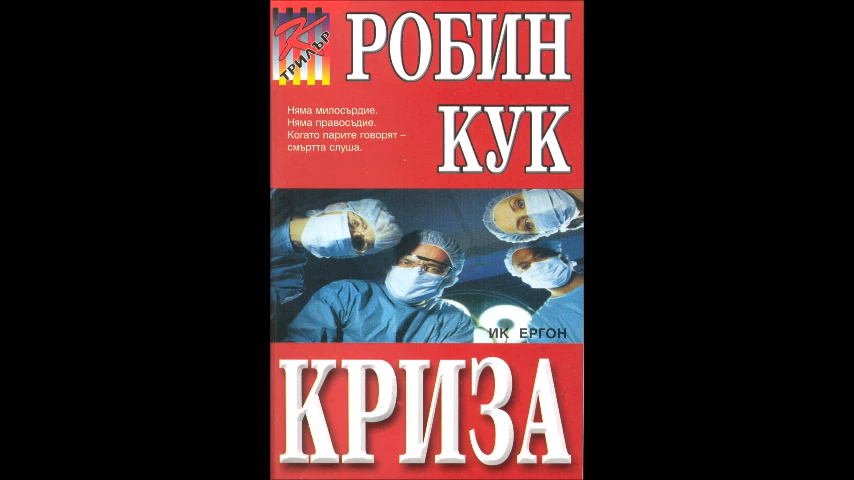 К
ТРИЛЪР
РОБИН
КУК
Няма милосърдие.
Няма правосъдие.
Когато парите говорят –
смъртта слуша.
ИК ЕРГОН
КРИЗА